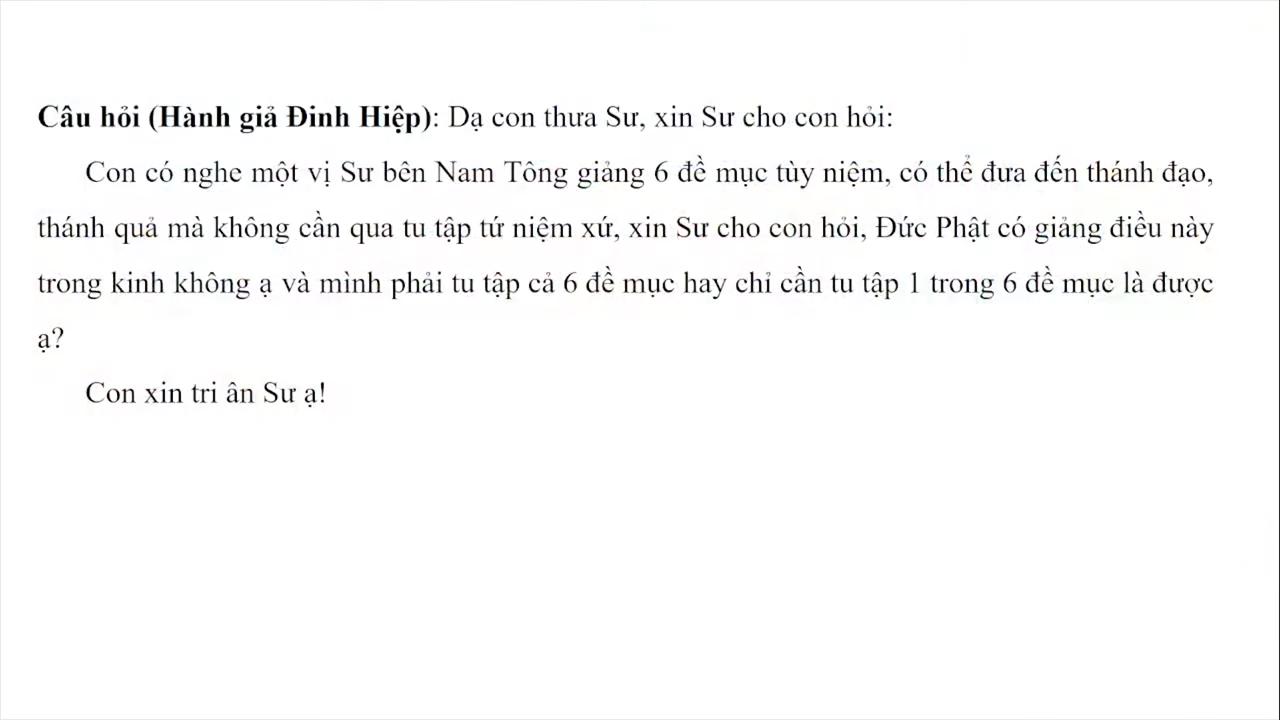 Câu hỏi (Hành giả Đinh Hiệp): Dạ con thưa Sư, xin Sư cho con hỏi:
Con có nghe một vị Sư bên Nam Tông giảng 6 đề mục tùy niệm, có thể đưa đến thánh đạo,
thánh quả mà không cần qua tu tập tứ niệm xứ, xin Sư cho con hỏi, Đức Phật có giảng điều này
trong kinh không ạ và mình phải tu tập cả 6 đề mục hay chỉ cần tu tập 1 trong 6 đề mục là được
ạ?
Con xin tri ân Sư ạ!